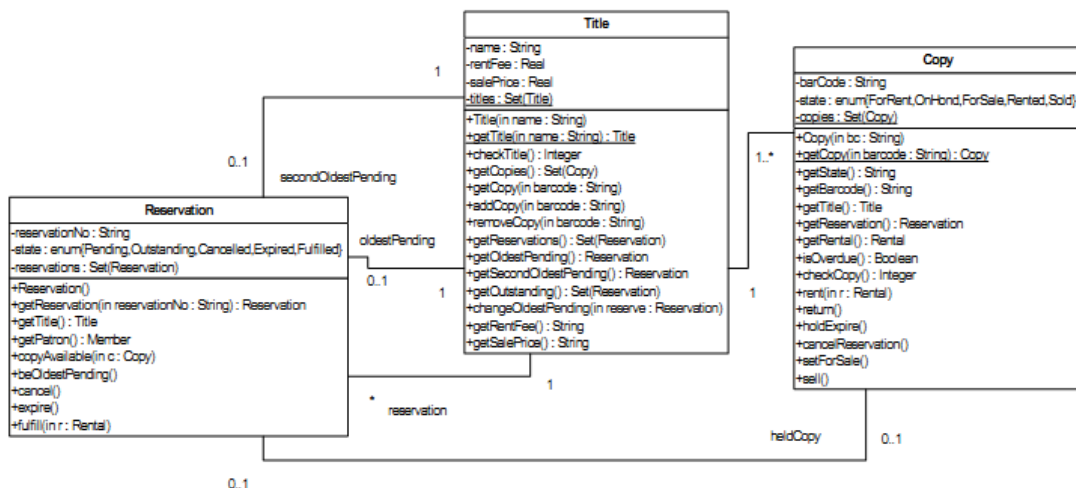 Title
-name : String
-rentFee : Real
-salePrice : Real
-titles : Set(Title)
+Title(in name : String)
+getTitle(in name : String) : Title
+checkTitle() : Integer
+getCopies() : Set(Copy)
+getCopy(in barcode : String)
+addCopy(in barcode : String)
+removeCopy(in barcode : String)
+getReservations() : Set(Reservation)
+getOldestPending() : Reservation
+getSecondOldestPending() : Reservation
+getOutstanding() : Set(Reservation)
+changeOldestPending(in reserve : Reservation)
+getRentFee() : String
+getSalePrice() : String
Copy
-barCode : String
-state : enum{ForRent,OnHond,ForSale,Rented,Sold}
-copies : Set(Copy)
+Copy(in bc : String)
+getCopy(in barcode : String) : Copy
+getState() : String
+getBarcode() : String
+getTitle() : Title
+getReservation() : Reservation
+getRental() : Rental
+isOverdue() : Boolean
+checkCopy() : Integer
+rent(in r : Rental)
+return()
+holdExpire()
+cancelReservation()
+setForSale()
+sell()
Reservation
-reservationNo : String
-state : enum{Pending,Outstanding,Cancelled,Expired,Fulfilled}
-reservations : Set(Reservation)
+Reservation()
+getReservation(in reservationNo : String) : Reservation
+getTitle() : Title
+getPatron() : Member
+copyAvailable(in c : Copy)
+beOldestPending()
+cancel()
+expire()
+fulfill(in r : Rental)
1
0..1
secondOldestPending
oldestPending
0..1
1
1..*
1
1
*
reservation
heldCopy
0..1
0..1